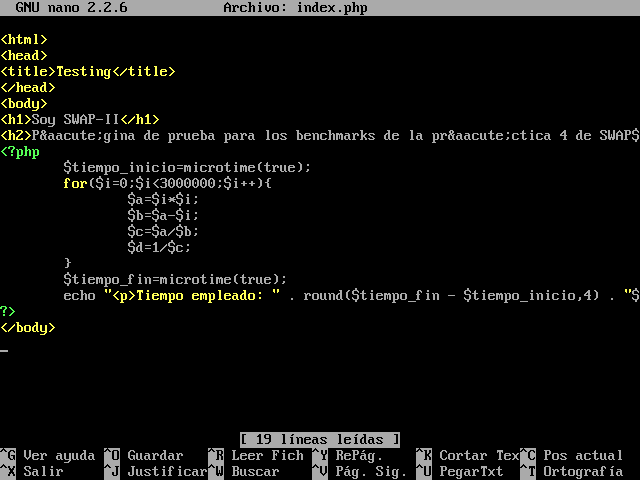 GNU nano 2.2.6 Archivo: index.php
<html>
<head>
<title>Testing</title>
</head>
<body>
<h1>Soy SWAP-II</h1>
<h2>P&aacute;gina de prueba para los benchmarks de la pr&aacute;ctica 4 de SWAP$
<?php
$tiempo_inicio=microtime(true);
for($i=0;$i<3000000;$i++){
$a=$i*$i;
$b=$a-$i;
$c=$a/$b;
$d=1/$c;
}
$tiempo_fin=microtime(true);
echo "<p>Tiempo empleado: " . round($tiempo_fin - $tiempo_inicio,4) . "$
?>
</body>
[ 19 líneas leídas ]
^G Ver ayuda ^O Guardar ^R Leer Fich ^Y RePág. ^K Cortar Tex ^C Pos actual
^X Salir ^J Justificar ^W Buscar ^V Pág. Sig. ^U PegarTxt ^T Ortografía